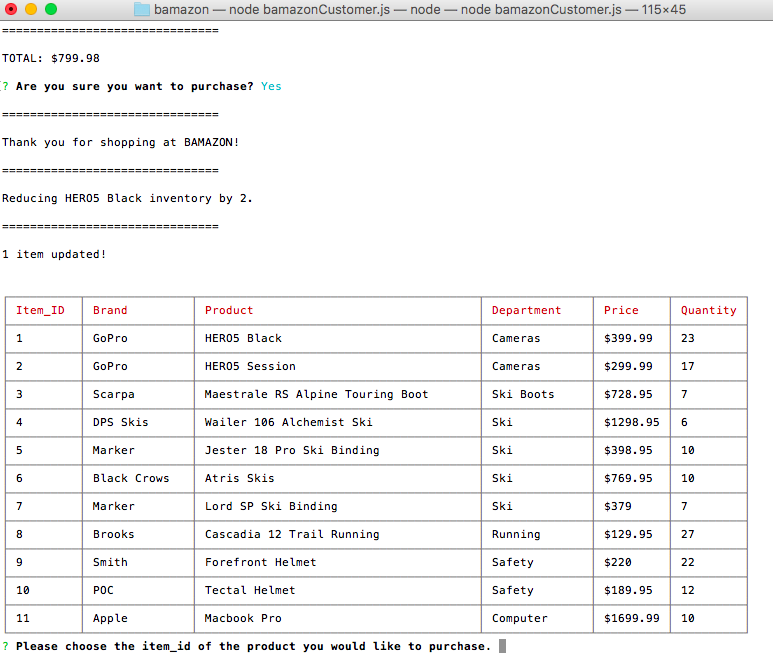 bamazon — node bamazonCustomer.js — node — node bamazonCustomer.js — 115×45
===============================
TOTAL: $799.98
? Are you sure you want to purchase? Yes
===============================
Thank you for shopping at BAMAZON!
===============================
Reducing HERO5 Black inventory by 2.
===============================
1 item updated!
Item_ID Brand Product Department Price Quantity
1 GoPro HERO5 Black Cameras $399.99 23
2 GoPro HERO5 Session Cameras $299.99 17
3 Scarpa Maestrale RS Alpine Touring Boot Ski Boots $728.95 7
4 DPS Skis Wailer 106 Alchemist Ski Ski $1298.95 6
5 Marker Jester 18 Pro Ski Binding Ski $398.95 10
6 Black Crows Atris Skis Ski $769.95 10
7 Marker Lord SP Ski Binding Ski $379 7
8 Brooks Cascadia 12 Trail Running Running $129.95 27
9 Smith Forefront Helmet Safety $220 22
10 POC Tectal Helmet Safety $189.95 12
11 Apple Macbook Pro Computer $1699.99 10
? Please choose the item_id of the product you would like to purchase.